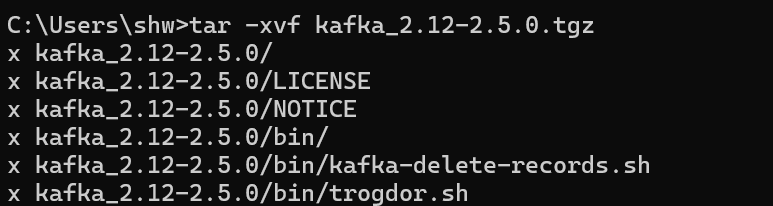 C:\Users\shw>tar -xvf kafka_2.12-2.5.0.tgz
x kafka_2.12-2.5.0/
x kafka_2.12-2.5.0/LICENSE
x kafka_2.12-2.5.0/NOTICE
x kafka_2.12-2.5.0/bin/
x kafka_2.12-2.5.0/bin/kafka-delete-records.sh
x kafka_2.12-2.5.0/bin/trogdor.sh